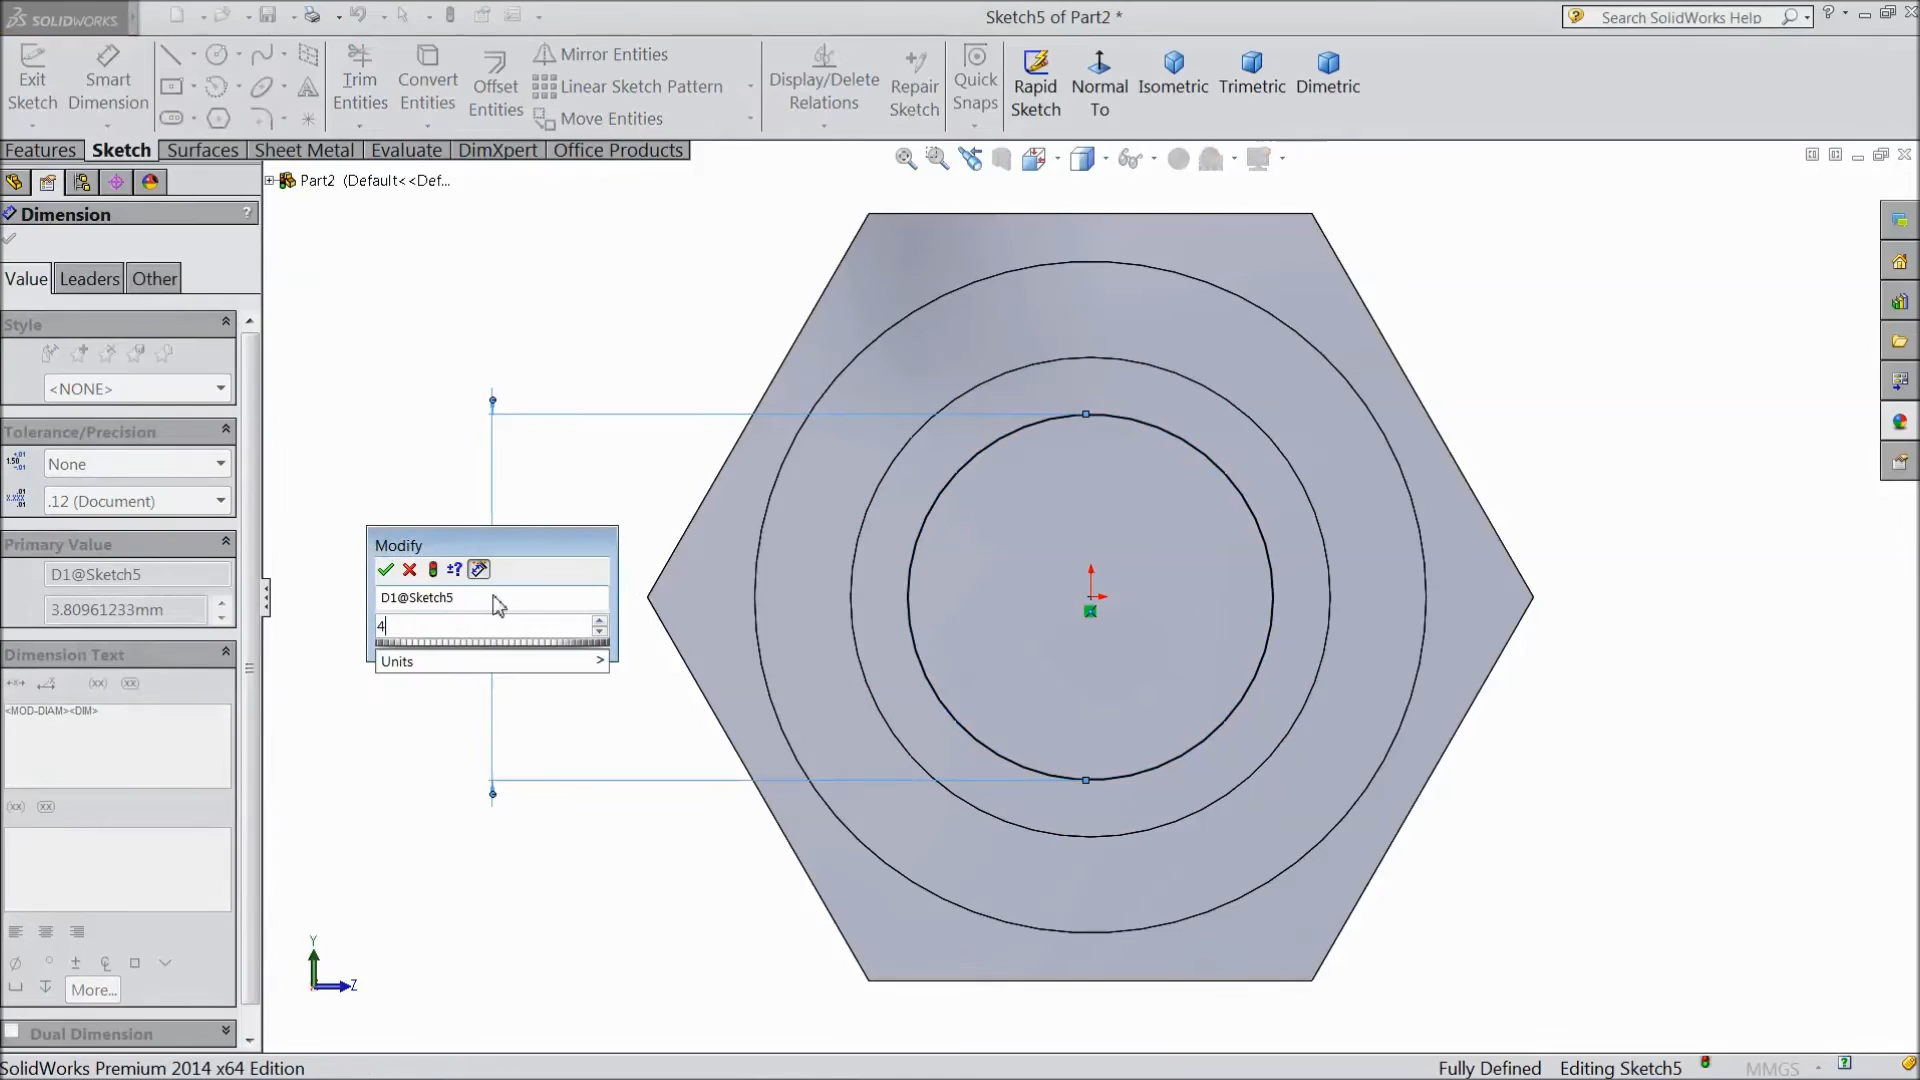 SOLIDWORKS
Sketch5 of Part2 *
Search SolidWorks Help
Exit Sketch
Smart Dimension
Trim Entities
Convert Entities
Offset Entities
Mirror Entities
Linear Sketch Pattern
Move Entities
Display/Delete Relations
Repair Sketch
Quick Snaps
Rapid Sketch
Normal To
Isometric
Trimetric
Dimetric
Features
Sketch
Surfaces
Sheet Metal
Evaluate
DimXpert
Office Products
Part2 (Default<<Def...
Dimension
?
Value
Leaders
Other
Style
<NONE>
Tolerance/Precision
None
.12 (Document)
Primary Value
D1@Sketch5
3.80961233mm
Dimension Text
(xx) (xx)
<MOD-DIAM><DIM>
(xx) (xx)
More...
Dual Dimension
Modify
±?
D1@Sketch5
4
Units >
Y
Z
SolidWorks Premium 2014 x64 Edition
Fully Defined
Editing Sketch5
MMGS